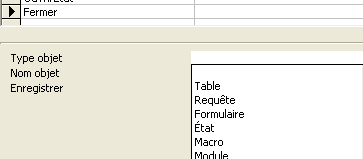 Fermer
Type objet
Nom objet
Enregistrer
Table
Requête
Formulaire
État
Macro
Module